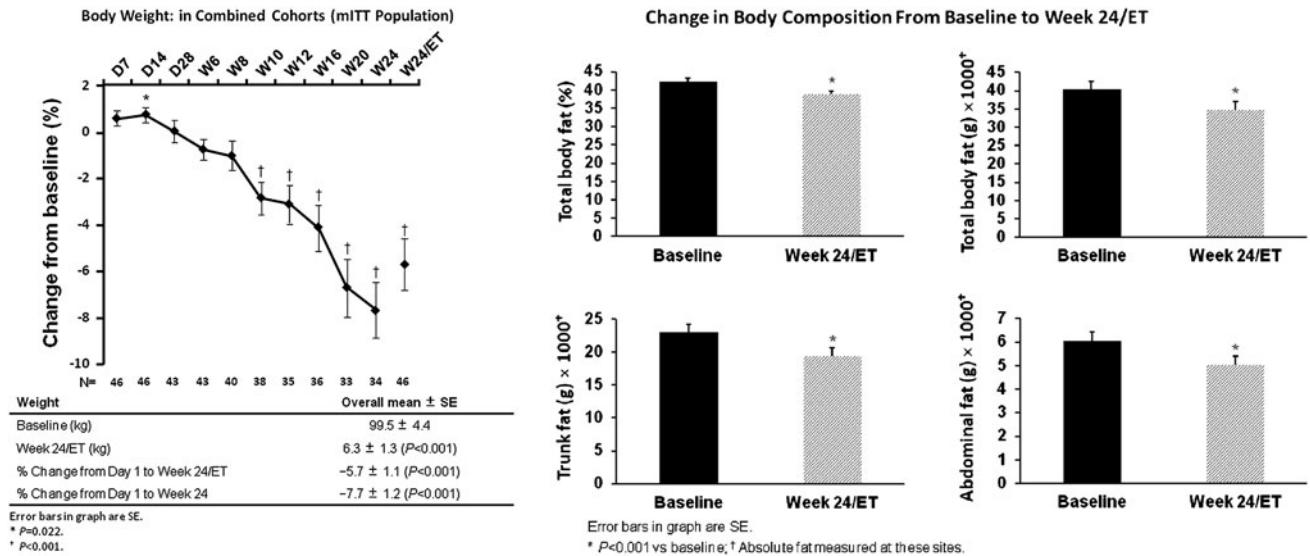 Body Weight: in Combined Cohorts (mITT Population)
D7 D14 D28 W6 W8 W10 W12 W16 W20 W24 W24/ET
Change from baseline (%)
2
0
-2
-4
-6
-8
-10
*
†
†
†
†
†
†
N= 46 46 43 43 40 38 35 36 33 34 46
Weight Overall mean ± SE
Baseline (kg) 99.5 ± 4.4
Week 24/ET (kg) 6.3 ± 1.3 (P<0.001)
% Change from Day 1 to Week 24/ET −5.7 ± 1.1 (P<0.001)
% Change from Day 1 to Week 24 −7.7 ± 1.2 (P<0.001)
Error bars in graph are SE.
* P=0.022.
† P<0.001.
Change in Body Composition From Baseline to Week 24/ET
Total body fat (%)
45
40
35
30
25
20
15
10
5
0
*
Baseline Week 24/ET
Total body fat (g) × 1000†
45
40
35
30
25
20
15
10
5
0
*
Baseline Week 24/ET
Trunk fat (g) × 1000†
25
20
15
10
5
0
*
Baseline Week 24/ET
Abdominal fat (g) × 1000†
7
6
5
4
3
2
1
0
*
Baseline Week 24/ET
Error bars in graph are SE.
* P<0.001 vs baseline; † Absolute fat measured at these sites.